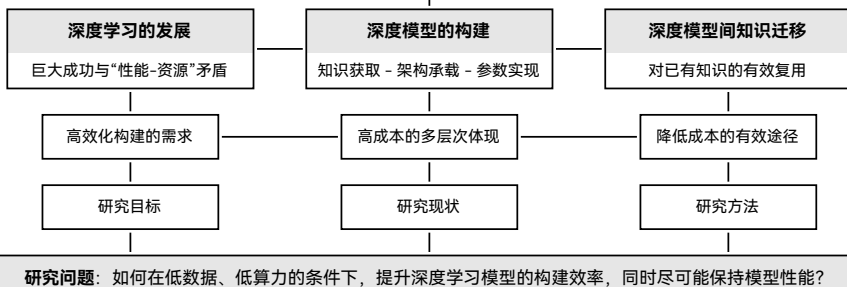 深度学习的发展
深度模型的构建
深度模型间知识迁移
巨大成功与“性能-资源”矛盾
知识获取 - 架构承载 - 参数实现
对已有知识的有效复用
高效化构建的需求
高成本的多层次体现
降低成本的有效途径
研究目标
研究现状
研究方法
研究问题：如何在低数据、低算力的条件下，提升深度学习模型的构建效率，同时尽可能保持模型性能？